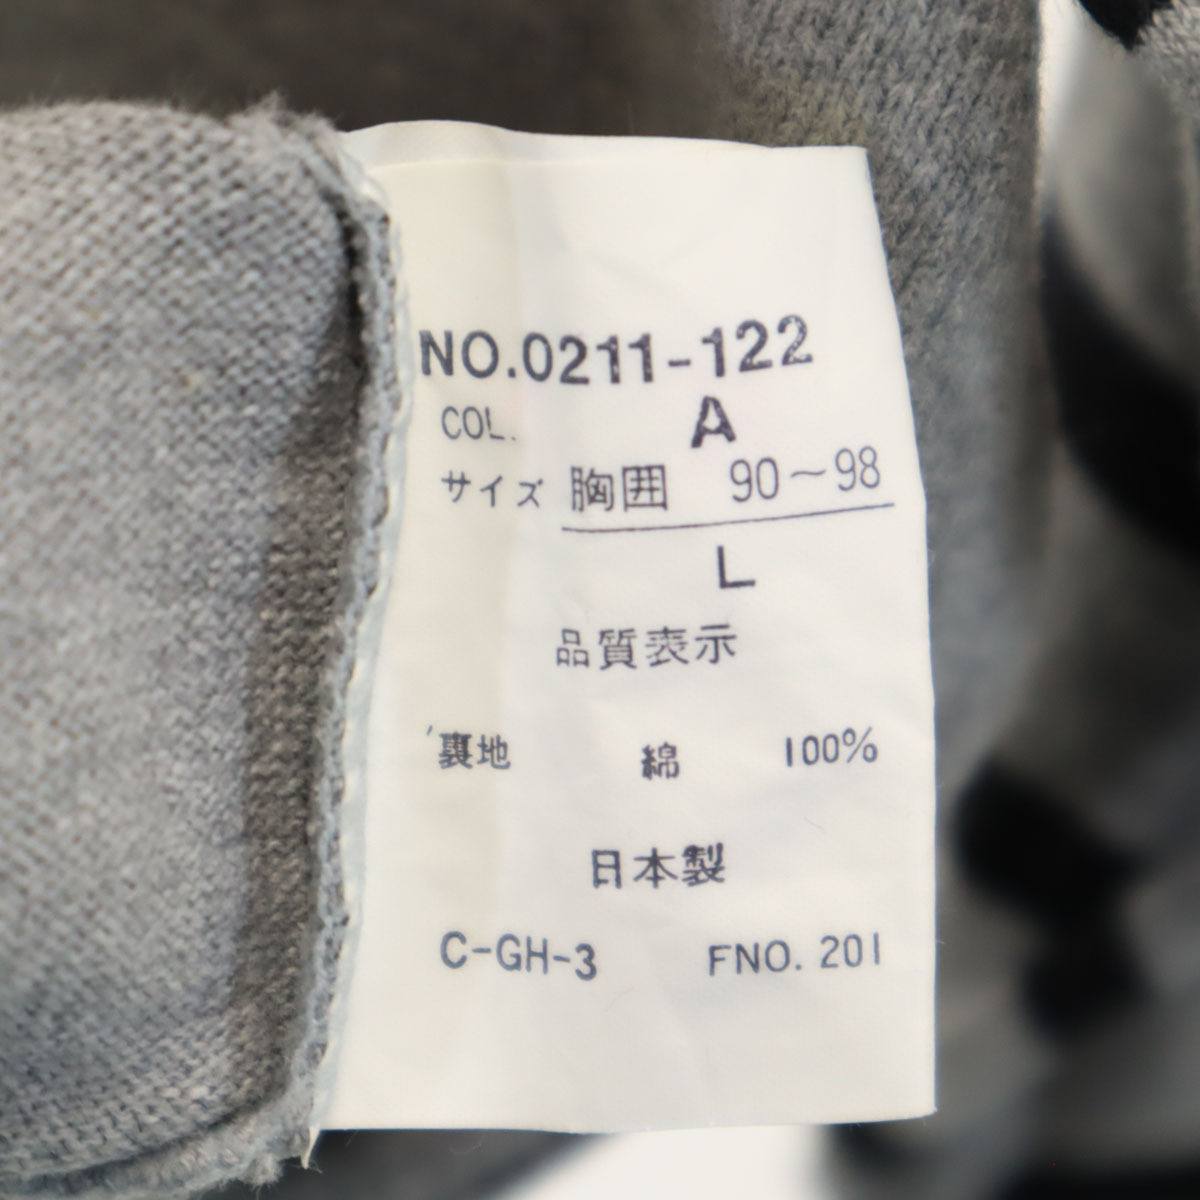 NO.0211-122
COL. A
サイズ 胸囲 90〜98
L
品質表示
裏地 綿 100%
日本製
C-GH-3 FNO. 201